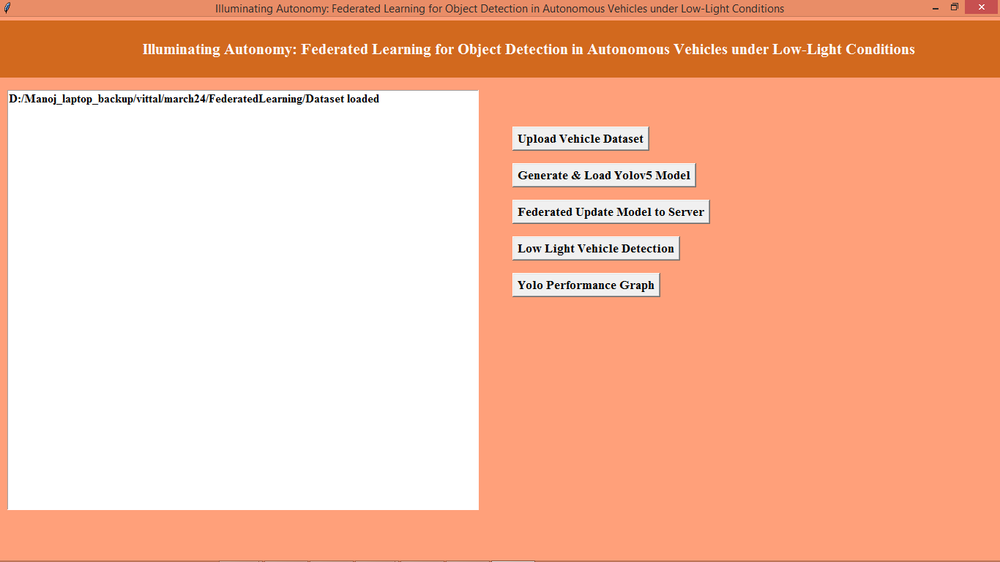 Illuminating Autonomy: Federated Learning for Object Detection in Autonomous Vehicles under Low-Light Conditions
Illuminating Autonomy: Federated Learning for Object Detection in Autonomous Vehicles under Low-Light Conditions
D:/Manoj_laptop_backup/vittal/march24/FederatedLearning/Dataset loaded
Upload Vehicle Dataset
Generate & Load Yolov5 Model
Federated Update Model to Server
Low Light Vehicle Detection
Yolo Performance Graph